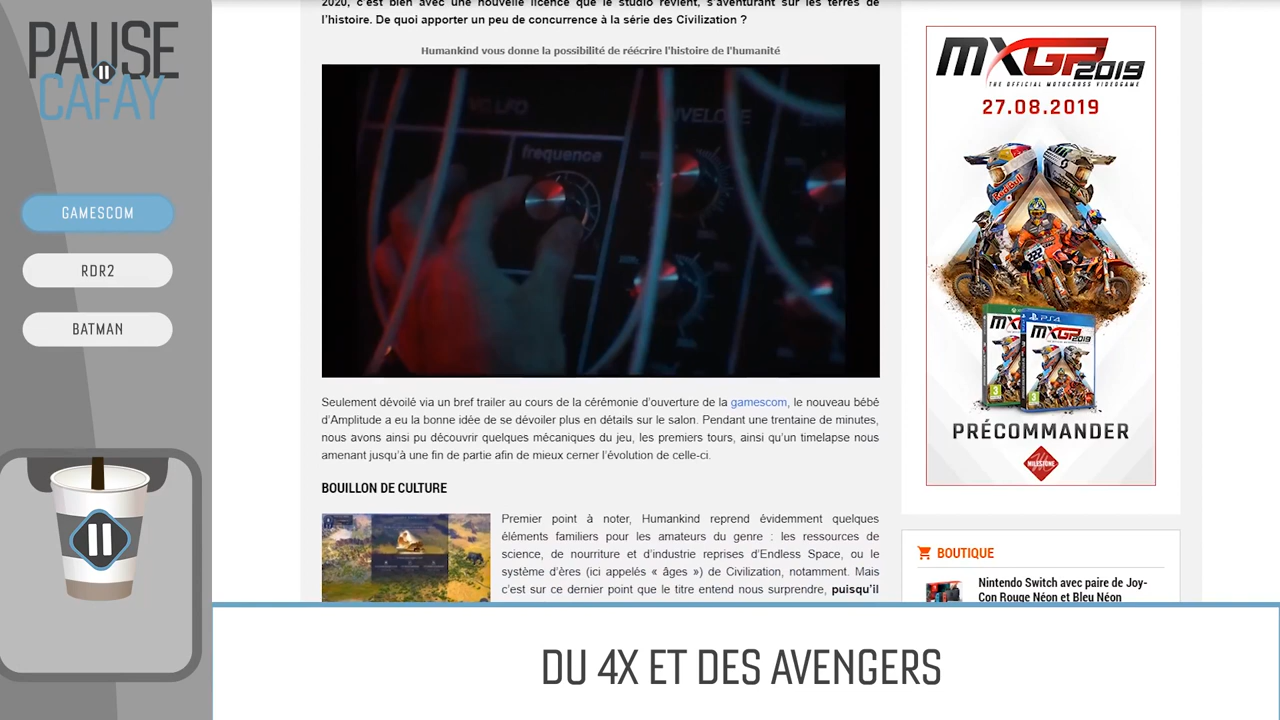 PAUSE
CAFAY
GAMESCOM
RDR2
BATMAN
2020, c'est bien avec une nouvelle licence que le studio revient, s'aventurant sur les terres de
l'histoire. De quoi apporter un peu de concurrence à la série des Civilization ?
Humankind vous donne la possibilité de réécrire l'histoire de l'humanité
frequence
Seulement dévoilé via un bref trailer au cours de la cérémonie d'ouverture de la gamescom, le nouveau bébé
d'Amplitude a eu la bonne idée de se dévoiler plus en détails sur le salon. Pendant une trentaine de minutes,
nous avons ainsi pu découvrir quelques mécaniques du jeu, les premiers tours, ainsi qu'un timelapse nous
amenant jusqu'à une fin de partie afin de mieux cerner l'évolution de celle-ci.
BOUILLON DE CULTURE
Premier point à noter, Humankind reprend évidemment quelques
éléments familiers pour les amateurs du genre : les ressources de
science, de nourriture et d'industrie reprises d'Endless Space, ou le
système d'ères (ici appelés « âges ») de Civilization, notamment. Mais
c'est sur ce dernier point que le titre entend nous surprendre, puisqu'il
MXGP 2019
THE OFFICIAL MOTOCROSS VIDEOGAME
27.08.2019
Red Bull
222
PS4
MXGP
2019
PRÉCOMMANDER
MILESTONE
BOUTIQUE
Nintendo Switch avec paire de Joy-
Con Rouge Néon et Bleu Néon
DU 4X ET DES AVENGERS